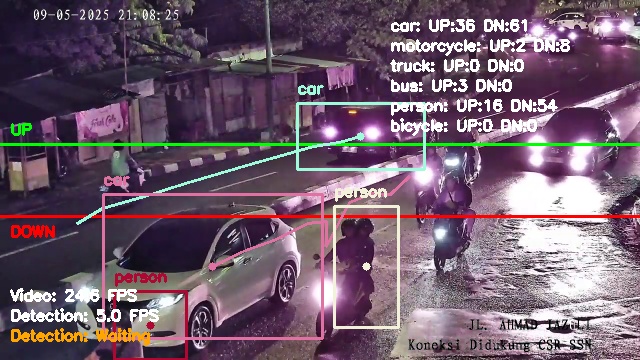 09-05-2025 21:08:25
car: UP:36 DN:61
motorcycle: UP:2 DN:8
truck: UP:0 DN:0
bus: UP:3 DN:0
person: UP:16 DN:54
bicycle: UP:0 DN:0
car
UP
car
person
DOWN
person
Video: 24.6 FPS
Detection: 5.0 FPS
Detection: Waiting
JL. AHMAD JAZULI
Koneksi Didukung CSR SSN